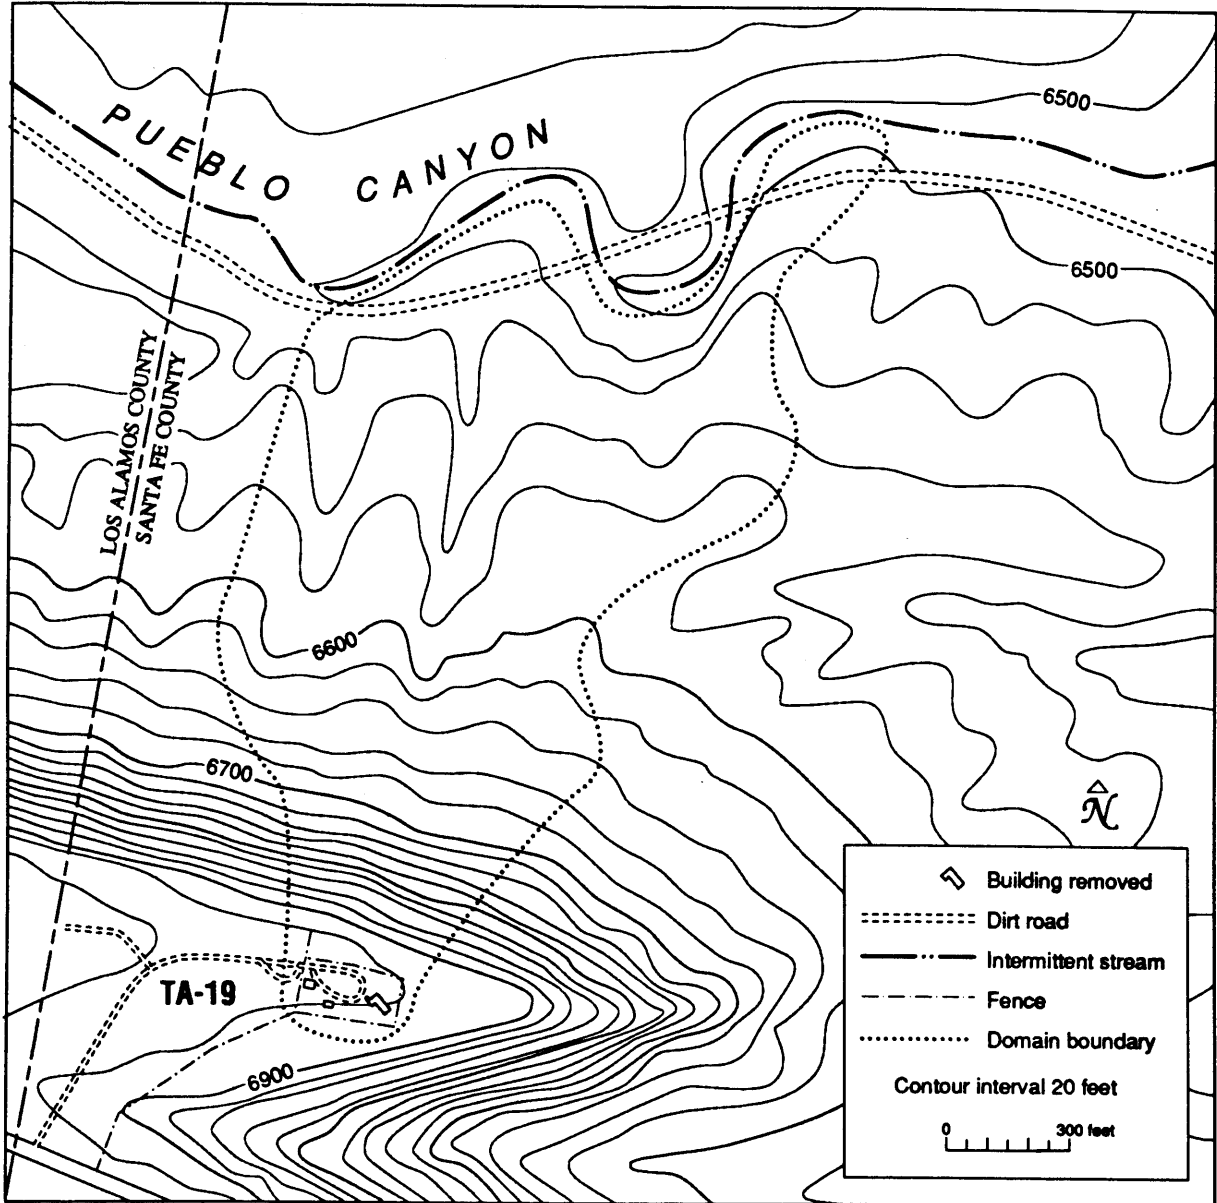 6500
PUEBLO CANYON
6500
LOS ALAMOS COUNTY
SANTA FE COUNTY
6600
6700
N
TA-19
6900
Building removed
Dirt road
Intermittent stream
Fence
Domain boundary
Contour interval 20 feet
0 300 feet